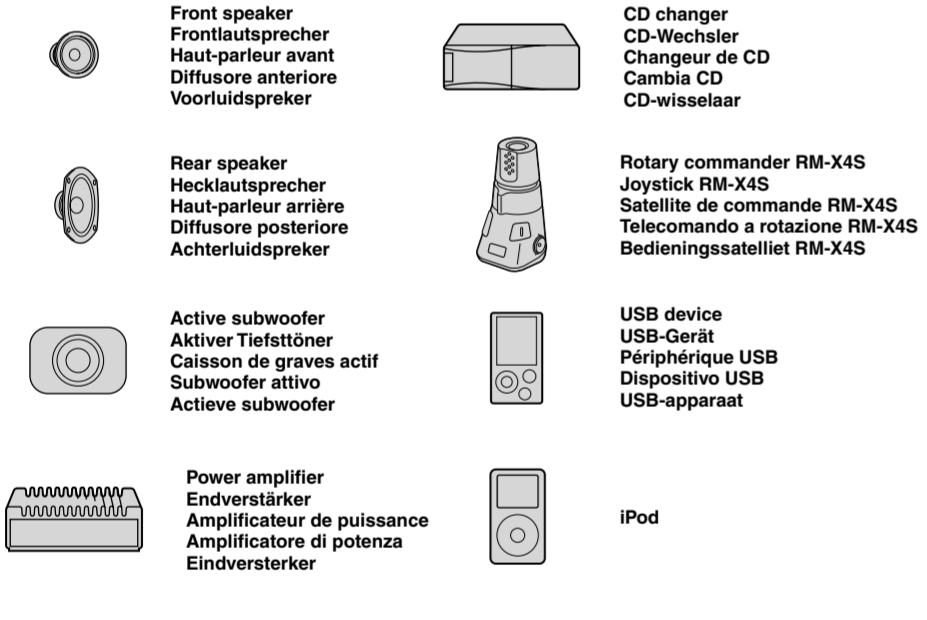 Front speaker
Frontlautsprecher
Haut-parleur avant
Diffusore anteriore
Voorluidspreker
Rear speaker
Hecklautsprecher
Haut-parleur arrière
Diffusore posteriore
Achterluidspreker
Active subwoofer
Aktiver Tiefsttöner
Caisson de graves actif
Subwoofer attivo
Actieve subwoofer
Power amplifier
Endverstärker
Amplificateur de puissance
Amplificatore di potenza
Eindversterker
CD changer
CD-Wechsler
Changeur de CD
Cambia CD
CD-wisselaar
Rotary commander RM-X4S
Joystick RM-X4S
Satellite de commande RM-X4S
Telecomando a rotazione RM-X4S
Bedieningssatelliet RM-X4S
USB device
USB-Gerät
Périphérique USB
Dispositivo USB
USB-apparaat
iPod